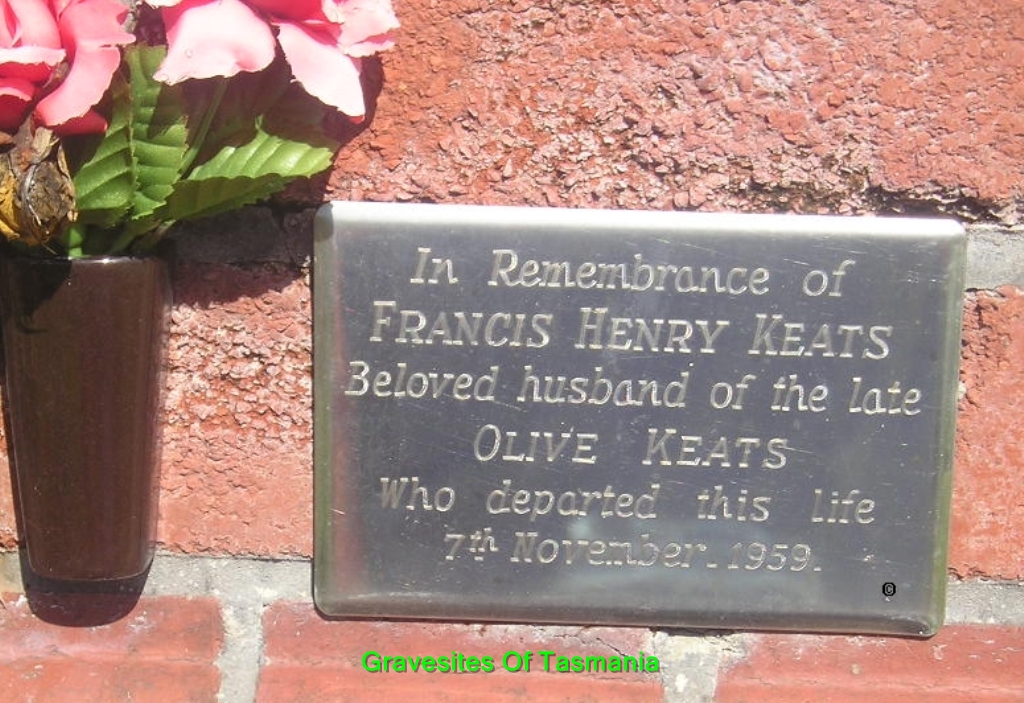 In Remembrance of
FRANCIS HENRY KEATS
Beloved husband of the late
OLIVE KEATS
Who departed this life
7th November. 1959.
©
Gravesites Of Tasmania